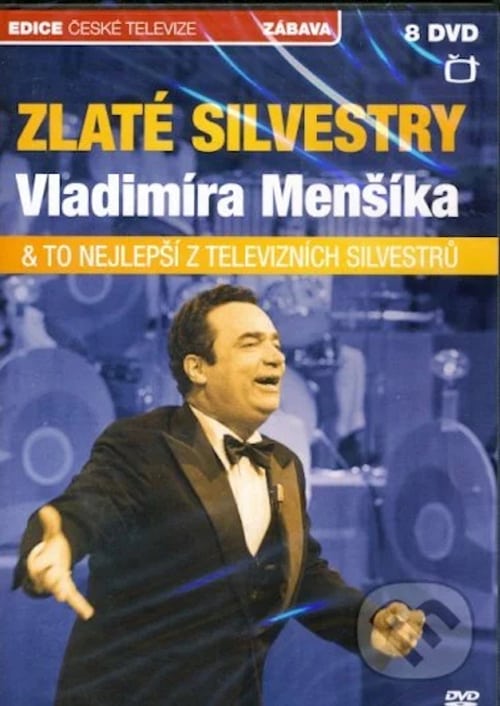 EDICE ČESKÉ TELEVIZE ZÁBAVA
8 DVD
ZLATÉ SILVESTRY
Vladimíra Menšíka
& TO NEJLEPŠÍ Z TELEVIZNÍCH SILVESTRŮ
m
DVD